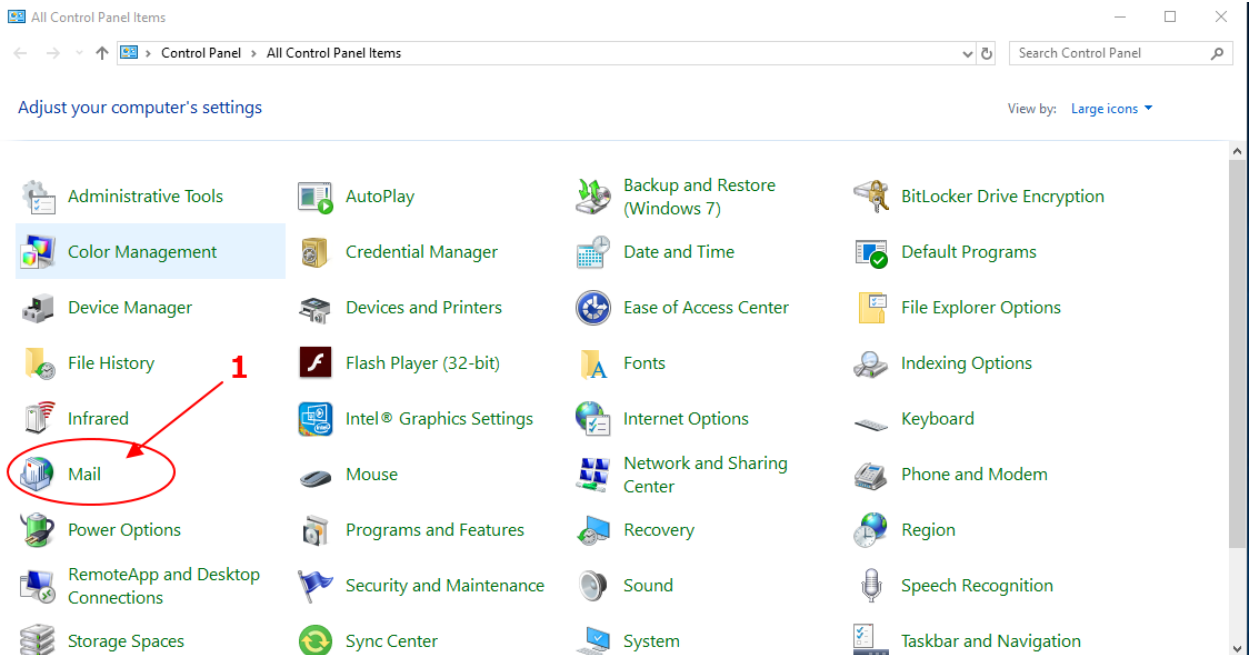 All Control Panel Items
Control Panel > All Control Panel Items
Search Control Panel
Adjust your computer's settings
View by: Large icons
Administrative Tools
AutoPlay
Backup and Restore
(Windows 7)
BitLocker Drive Encryption
Color Management
Credential Manager
Date and Time
Default Programs
Device Manager
Devices and Printers
Ease of Access Center
File Explorer Options
File History
1
Flash Player (32-bit)
Fonts
Indexing Options
Infrared
Intel® Graphics Settings
Internet Options
Keyboard
Mail
Mouse
Network and Sharing
Center
Phone and Modem
Power Options
Programs and Features
Recovery
Region
RemoteApp and Desktop
Connections
Security and Maintenance
Sound
Speech Recognition
Storage Spaces
Sync Center
System
Taskbar and Navigation